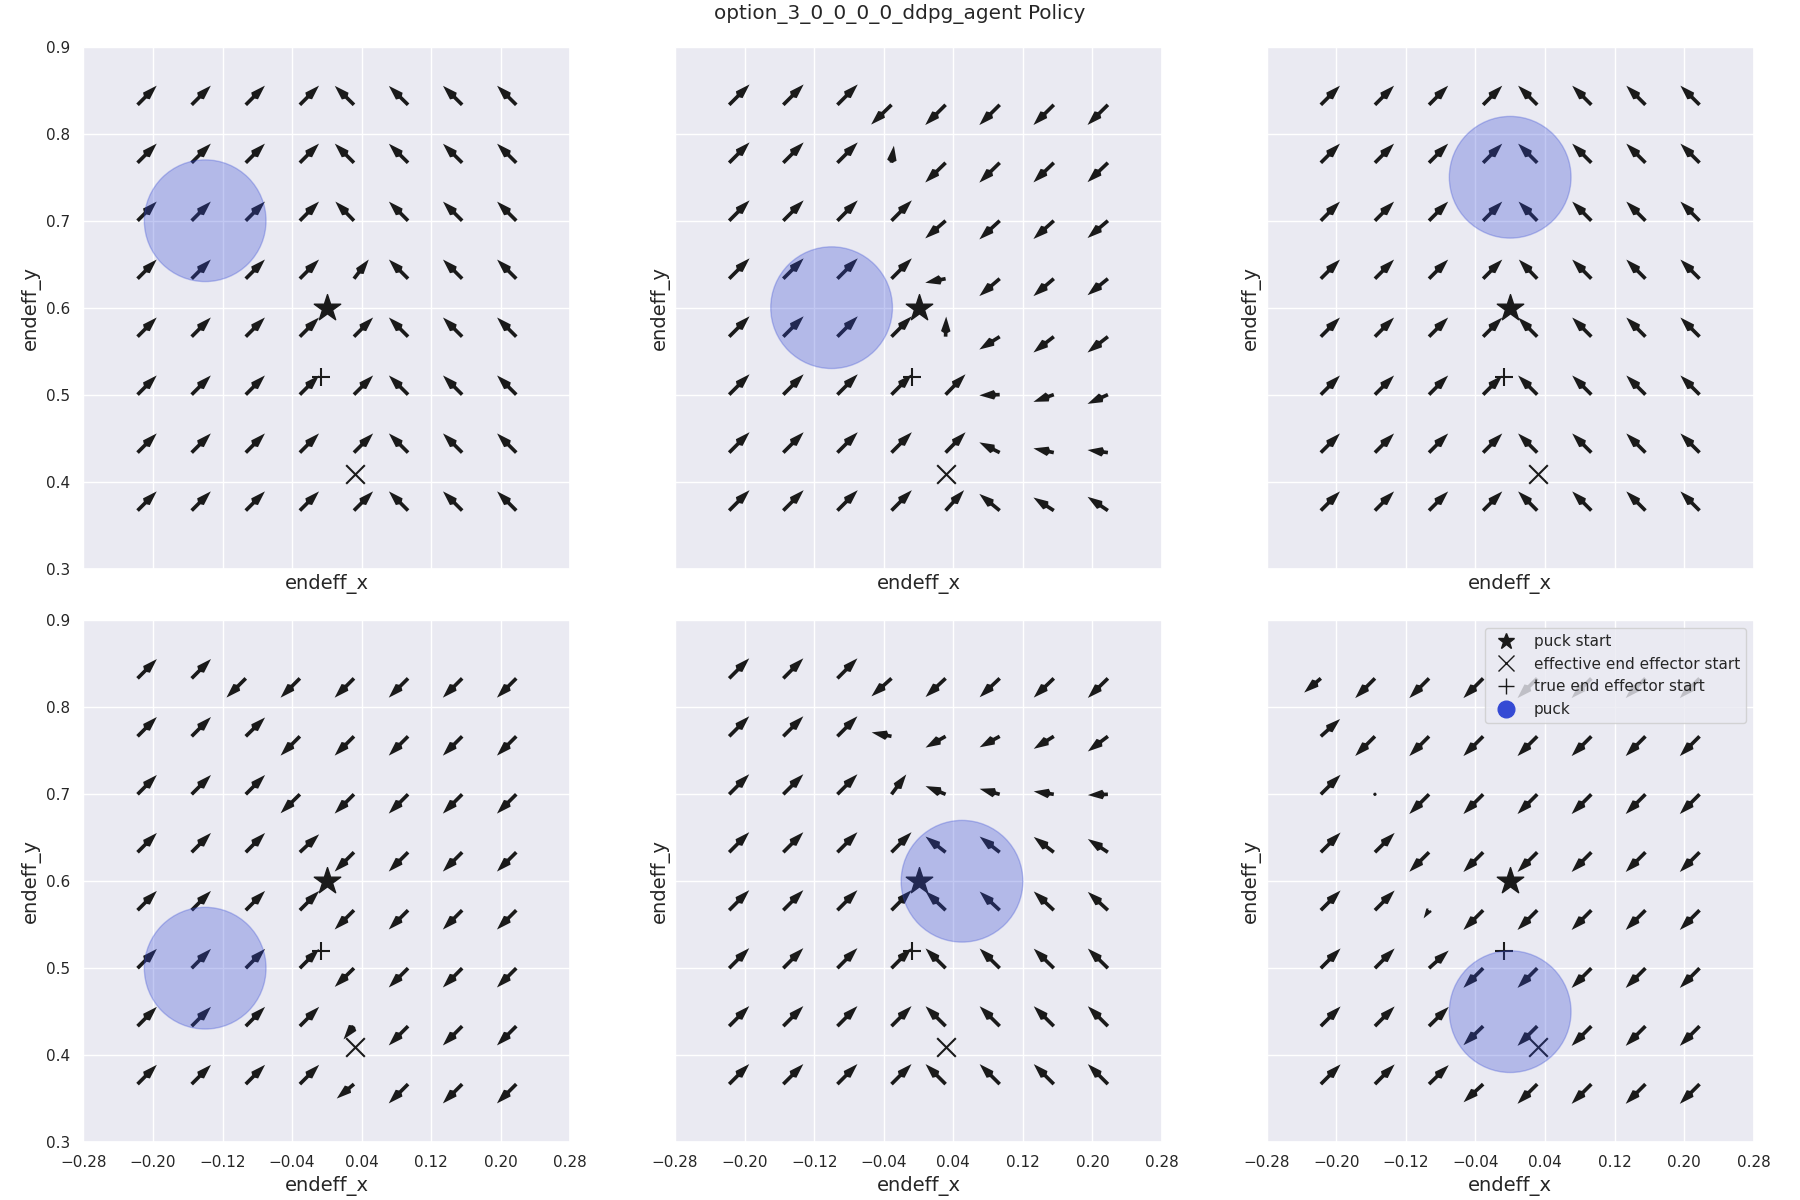 option_3_0_0_0_0_ddpg_agent Policy
0.9
0.8
0.7
0.6
0.5
0.4
0.3
endeff_y
endeff_x
endeff_y
endeff_x
endeff_y
endeff_x
0.9
0.8
0.7
0.6
0.5
0.4
0.3
endeff_y
−0.28 −0.20 −0.12 −0.04 0.04 0.12 0.20 0.28
endeff_x
endeff_y
−0.28 −0.20 −0.12 −0.04 0.04 0.12 0.20 0.28
endeff_x
endeff_y
puck start
effective end effector start
true end effector start
puck
−0.28 −0.20 −0.12 −0.04 0.04 0.12 0.20 0.28
endeff_x